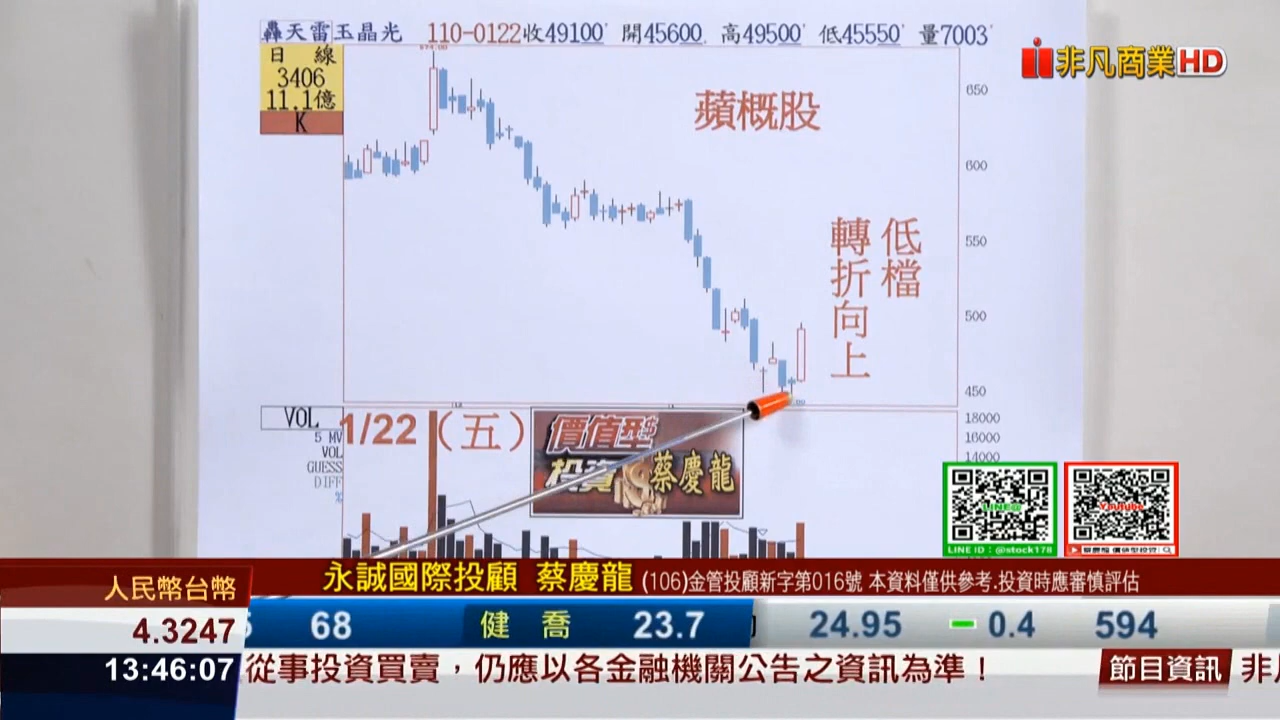 轟天雷玉晶光 110-0122收49100' 開45600. 高49500' 低45550' 量7003'
日 線
3406
11.1億
K
非凡商業HD
蘋概股
低檔
轉折向上
650
600
550
500
450
VOL
1/22（五）
5 MV
VOL
GUESS
DIFF
18000
16000
14000
價值型
投資
蔡慶龍
LINE@
Youtube
LINE ID：@stock178
永誠國際投顧 蔡慶龍 (106)金管投顧新字第016號 本資料僅供參考.投資時應審慎評估
人民幣台幣
4.3247
68 健喬 23.7 24.95 0.4 594
13:46:07
從事投資買賣，仍應以各金融機關公告之資訊為準！ 節目資訊 非